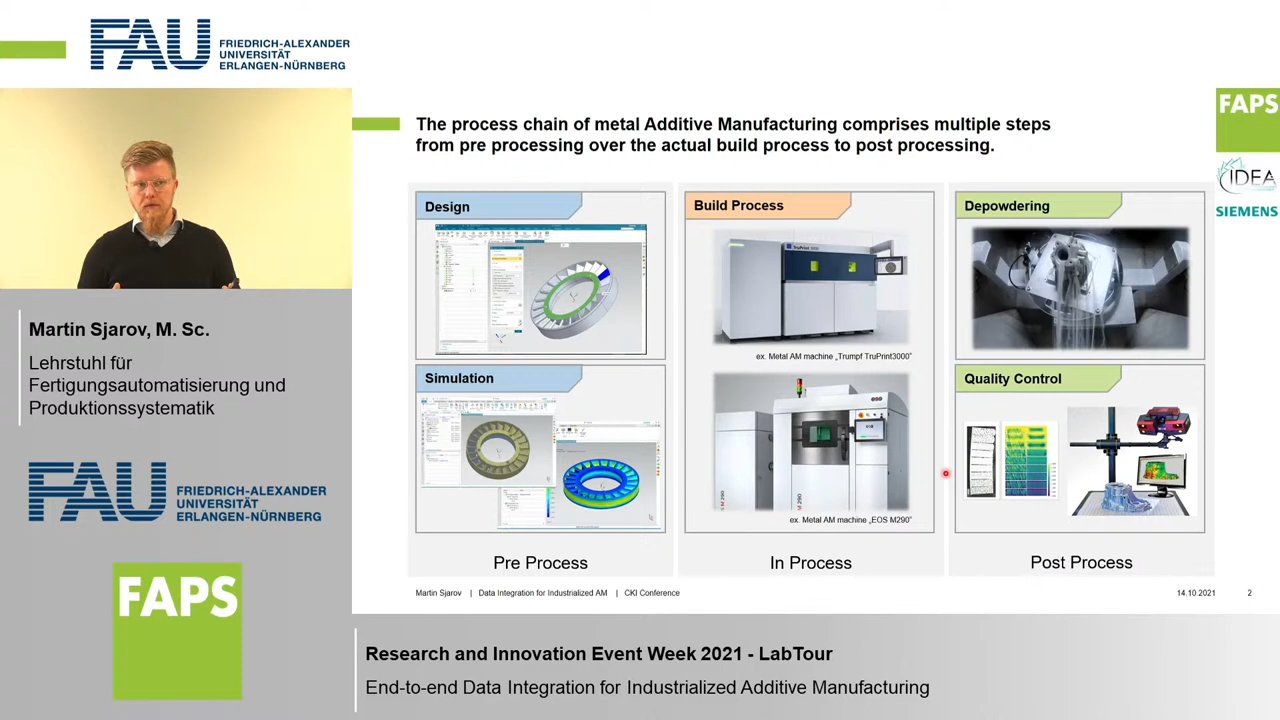 FAU FRIEDRICH-ALEXANDER
UNIVERSITÄT
ERLANGEN-NÜRNBERG
FAPS
IDEA
SIEMENS
The process chain of metal Additive Manufacturing comprises multiple steps
from pre processing over the actual build process to post processing.
Design
Simulation
Pre Process
Build Process
TruPrint
ex. Metal AM machine „Trumpf TruPrint3000"
M 290
M 290
ex. Metal AM machine „EOS M290"
In Process
Depowdering
Quality Control
Post Process
Martin Sjarov | Data Integration for Industrialized AM | CKI Conference
14.10.2021 2
Martin Sjarov, M. Sc.
Lehrstuhl für
Fertigungsautomatisierung und
Produktionssystematik
FAU FRIEDRICH-ALEXANDER
UNIVERSITÄT
ERLANGEN-NÜRNBERG
FAPS
Research and Innovation Event Week 2021 - LabTour
End-to-end Data Integration for Industrialized Additive Manufacturing